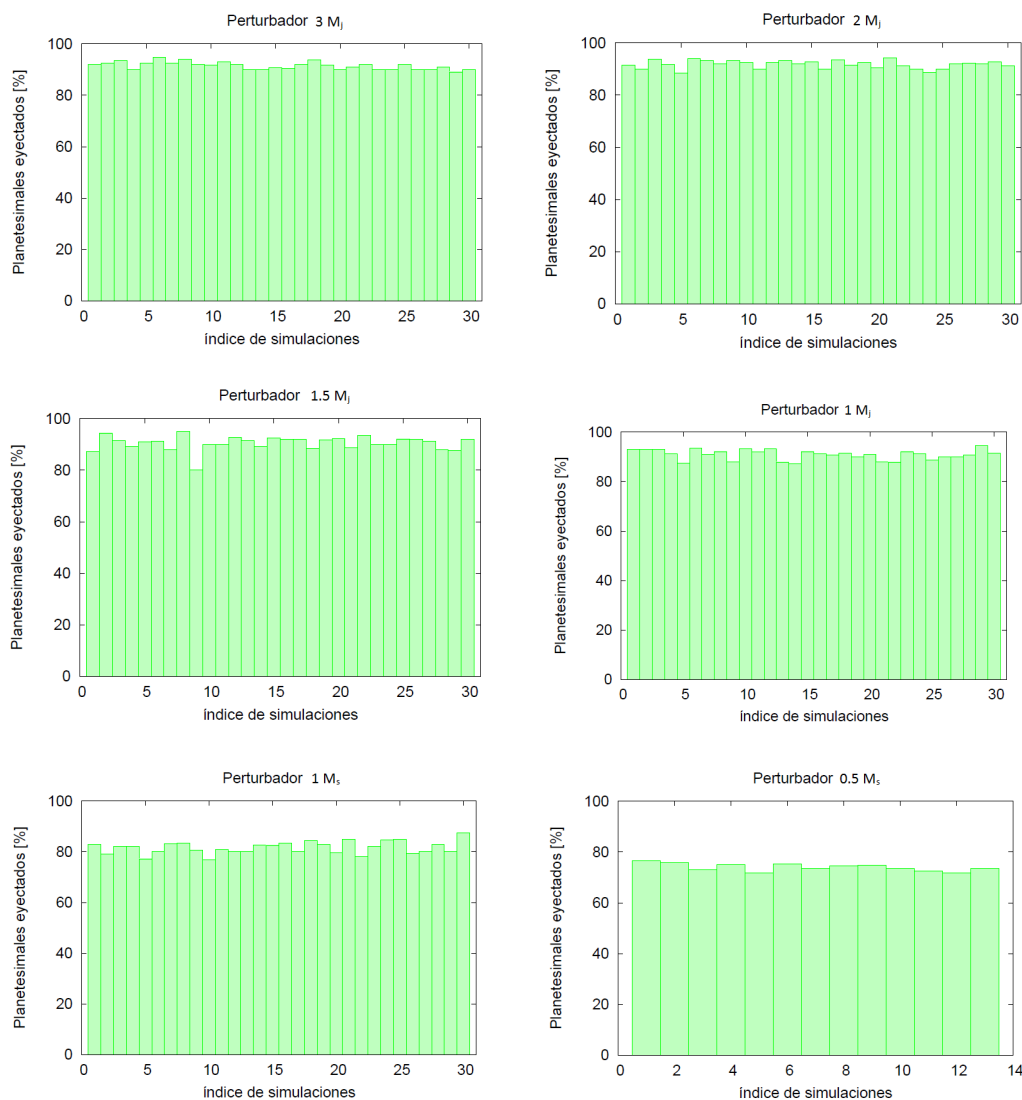 Perturbador 3 Mj
Planetesimales eyectados [%]
100
80
60
40
20
0
0 5 10 15 20 25 30
índice de simulaciones
Perturbador 2 Mj
Planetesimales eyectados [%]
100
80
60
40
20
0
0 5 10 15 20 25 30
índice de simulaciones
Perturbador 1.5 Mj
Planetesimales eyectados [%]
100
80
60
40
20
0
0 5 10 15 20 25 30
índice de simulaciones
Perturbador 1 Mj
Planetesimales eyectados [%]
100
80
60
40
20
0
0 5 10 15 20 25 30
índice de simulaciones
Perturbador 1 Ms
Planetesimales eyectados [%]
100
80
60
40
20
0
0 5 10 15 20 25 30
índice de simulaciones
Perturbador 0.5 Ms
Planetesimales eyectados [%]
100
80
60
40
20
0
0 2 4 6 8 10 12 14
índice de simulaciones